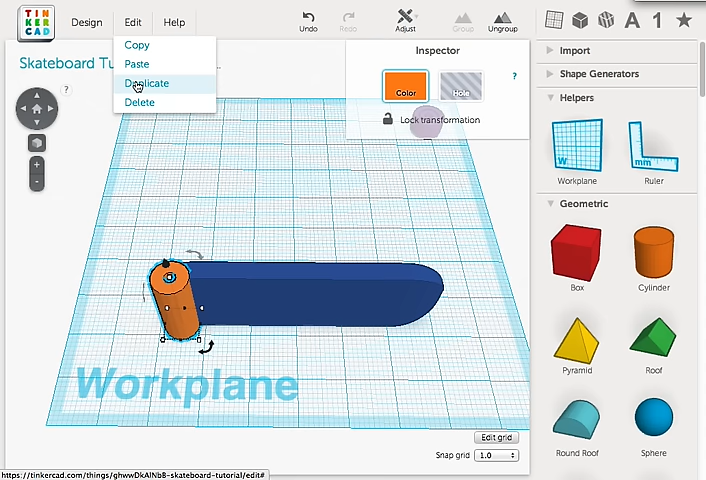 TIN
KER
CAD
Design
Edit
Help
Undo
Redo
Adjust
Group
Ungroup
A
1
Copy
Paste
Duplicate
Delete
Skateboard Tu
?
Inspector
Color
Hole
?
Lock transformation
Import
Shape Generators
Helpers
W
mm
Workplane
Ruler
Geometric
Box
Cylinder
Pyramid
Roof
Round Roof
Sphere
Workplane
Edit grid
Snap grid
1.0
https://tinkercad.com/things/ghwwDkAlNbB-skateboard-tutorial/edit#